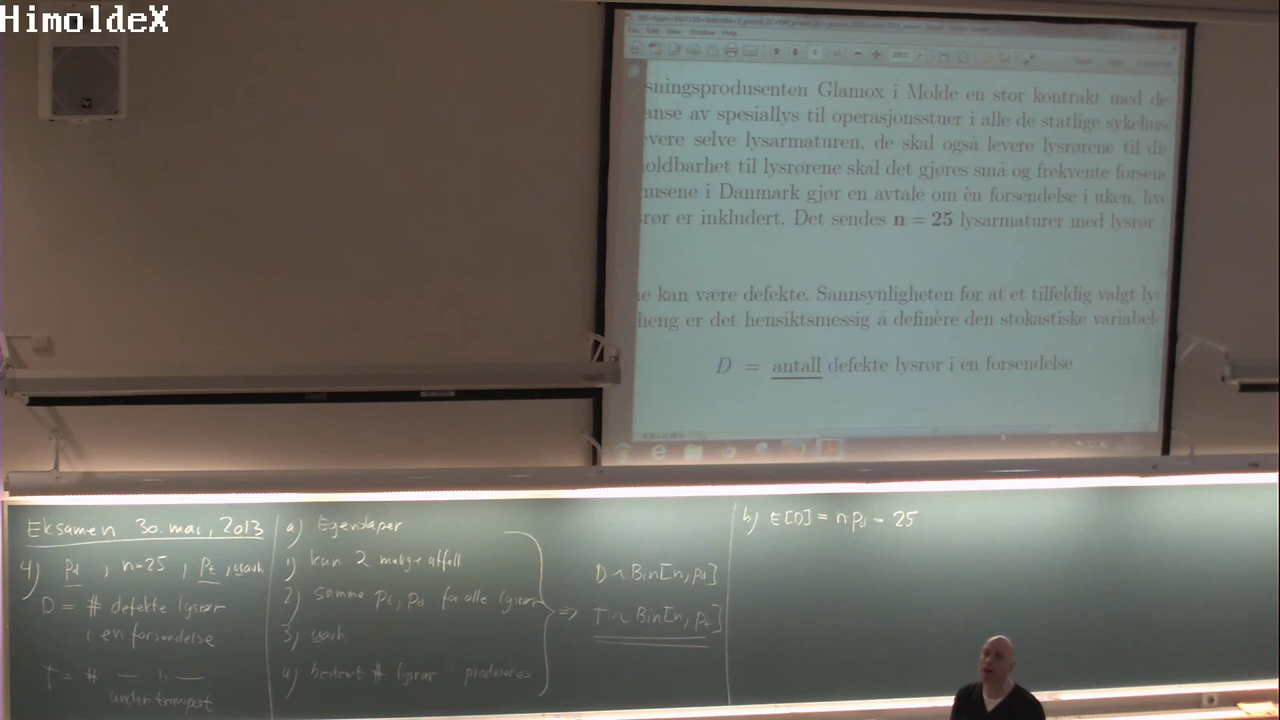 HimoldeX
sningsprodusenten Glamox i Molde en stor kontrakt med de
anse av spesiallys til operasjonsstuer i alle de statlige sykehus
evere selve lysarmaturen, de skal også levere lysrørene til di
oldbarhet til lysrørene skal det gjøres små og frekvente forsen
husene i Danmark gjør en avtale om èn forsendelse i uken, hvo
srør er inkludert. Det sendes n = 25 lysarmaturer med lysrør
e kan være defekte. Sannsynligheten for at et tilfeldig valgt ly
heng er det hensiktsmessig å definère den stokastiske variabele
D = antall defekte lysrør i en forsendelse
Eksamen 30. mai, 2013
4) pd , n=25 , pt , uavh
D = # defekte lysrør
i en forsendelse
T = # — 11 —
under transport
a) Egenskaper
1) kun 2 mulige utfall
2) samme pt, pd for alle lysrør
3) uavh.
4) bestemt # lysrør produseres
=> D ~ Bin[n, pd]
T ~ Bin[n, pt]
b) E[D] = n·pd = 25